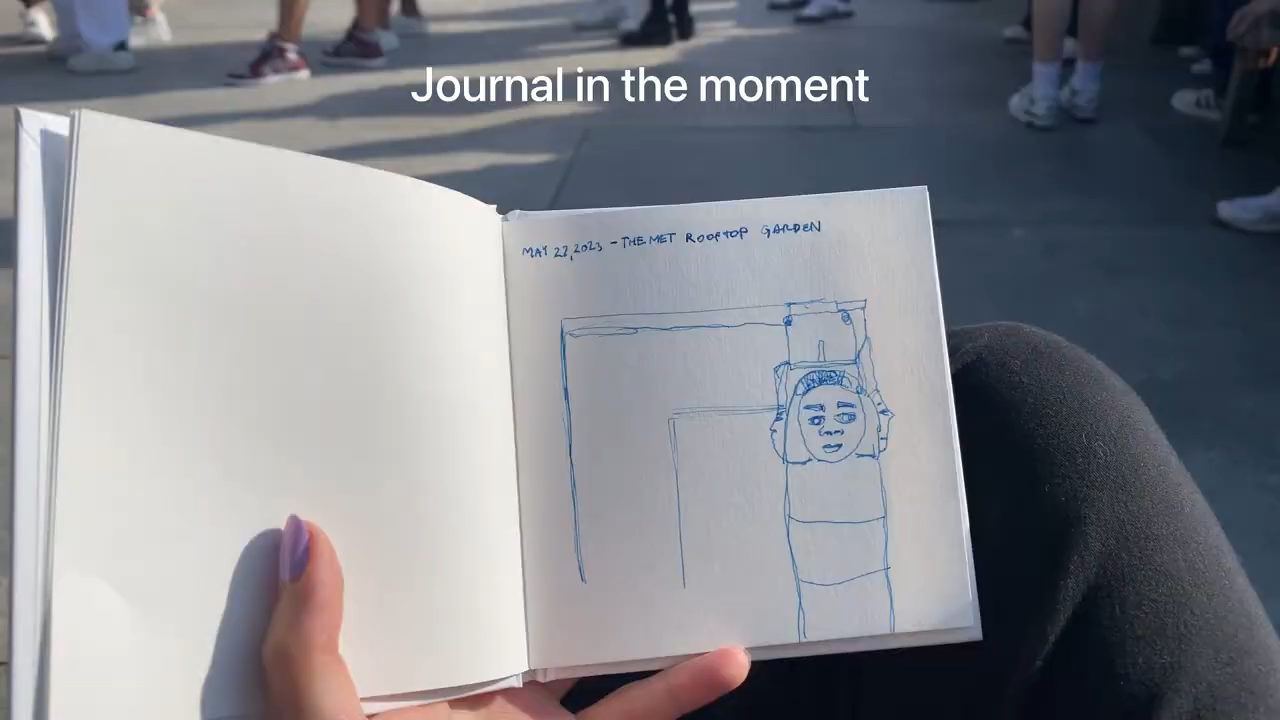 Journal in the moment
MAY 27, 2023 - THE MET ROOFTOP GARDEN